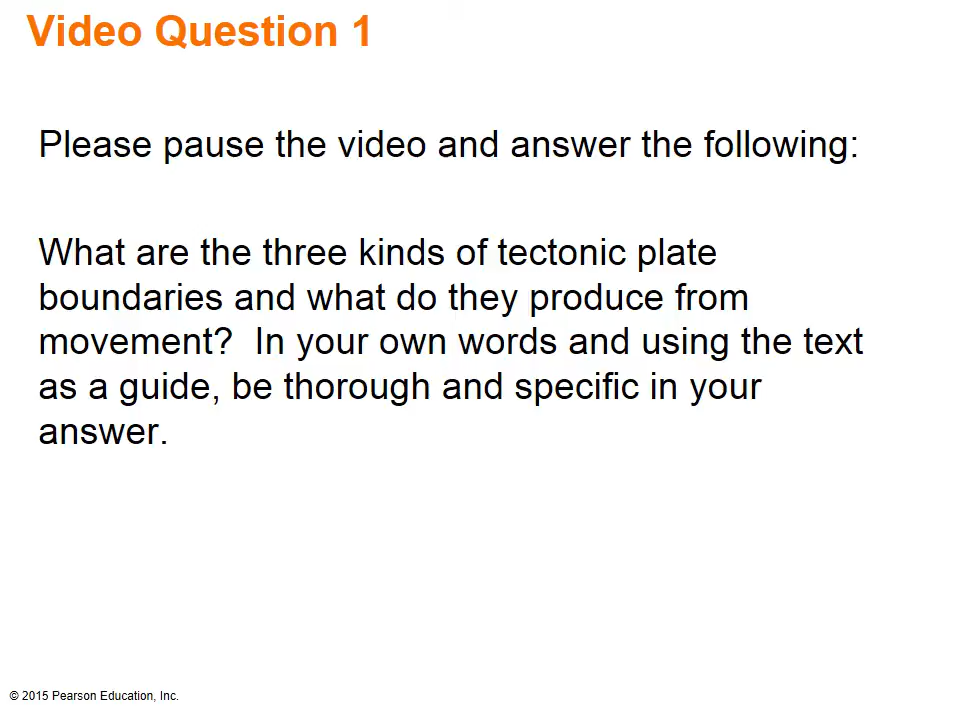 Video Question 1
Please pause the video and answer the following:
What are the three kinds of tectonic plate
boundaries and what do they produce from
movement?  In your own words and using the text
as a guide, be thorough and specific in your
answer.
© 2015 Pearson Education, Inc.